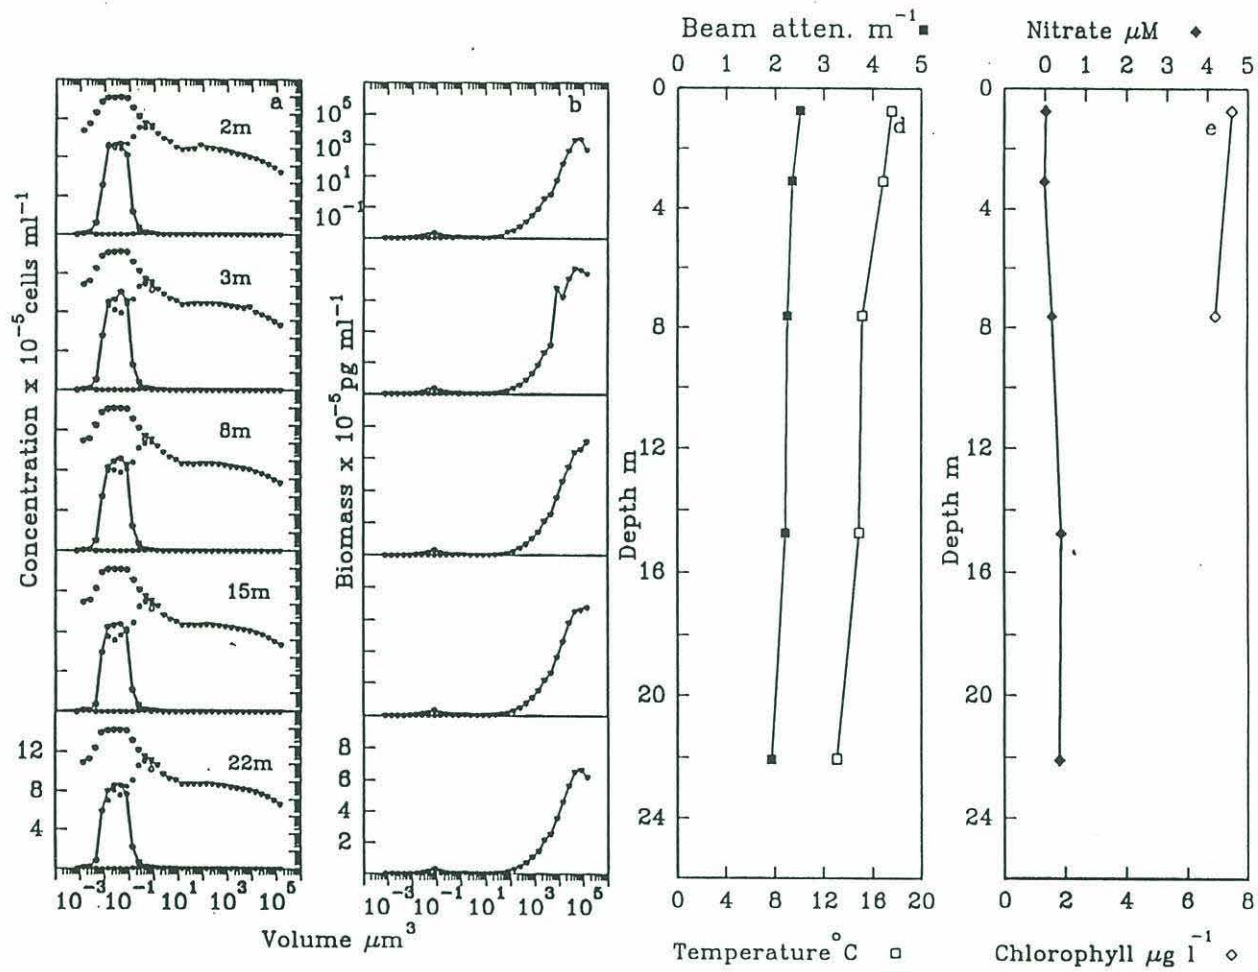 Beam atten. m⁻¹ ■
0 1 2 3 4 5
Nitrate μM ◆
0 1 2 3 4 5
a
2m
3m
8m
15m
22m
12
8
4
10⁻³ 10⁻¹ 10¹ 10³ 10⁵
Concentration x 10⁻⁵ cells ml⁻¹
b
10⁵
10³
10¹
10⁻¹
8
6
4
2
10⁻³ 10⁻¹ 10¹ 10³ 10⁵
Biomass x 10⁻⁵ pg ml⁻¹
Volume μm³
d
0
4
8
12
16
20
24
Depth m
0 4 8 12 16 20
Temperature °C □
e
0
4
8
12
16
20
24
Depth m
0 2 4 6 8
Chlorophyll μg l⁻¹ ◇